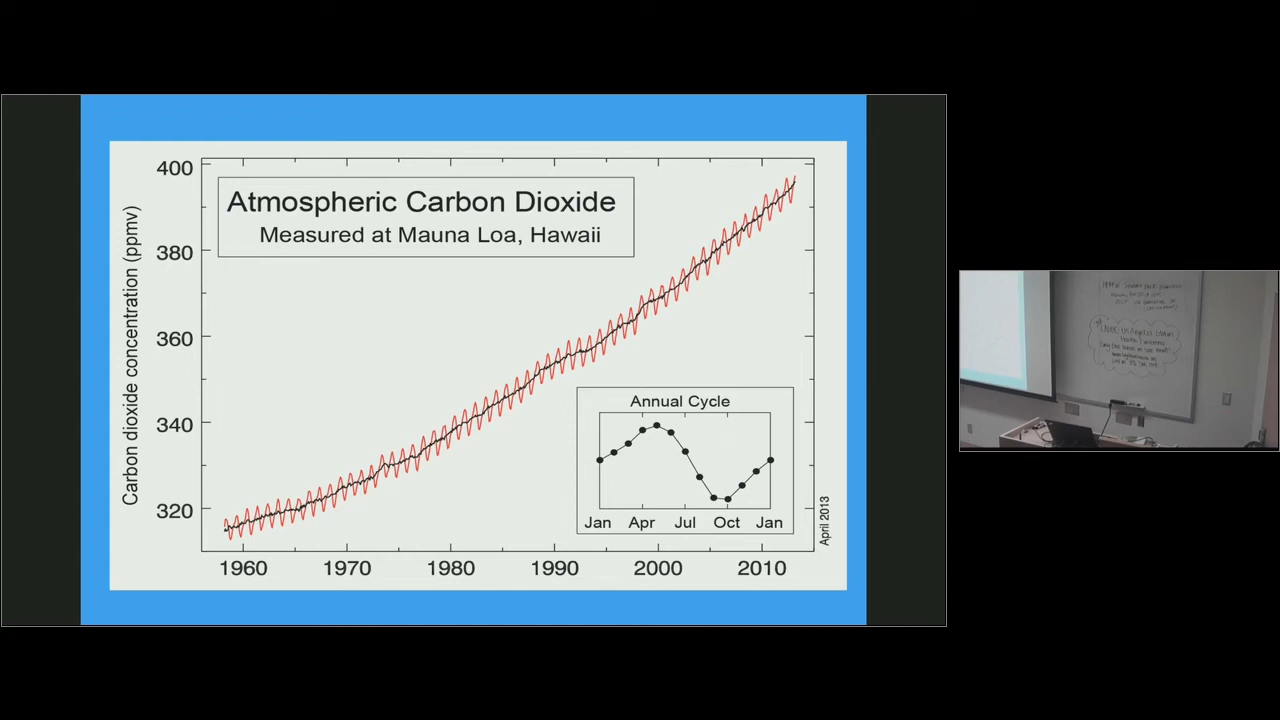 Atmospheric Carbon Dioxide
Measured at Mauna Loa, Hawaii
Carbon dioxide concentration (ppmv)
400
380
360
340
320
1960 1970 1980 1990 2000 2010
Annual Cycle
Jan Apr Jul Oct Jan
April 2013